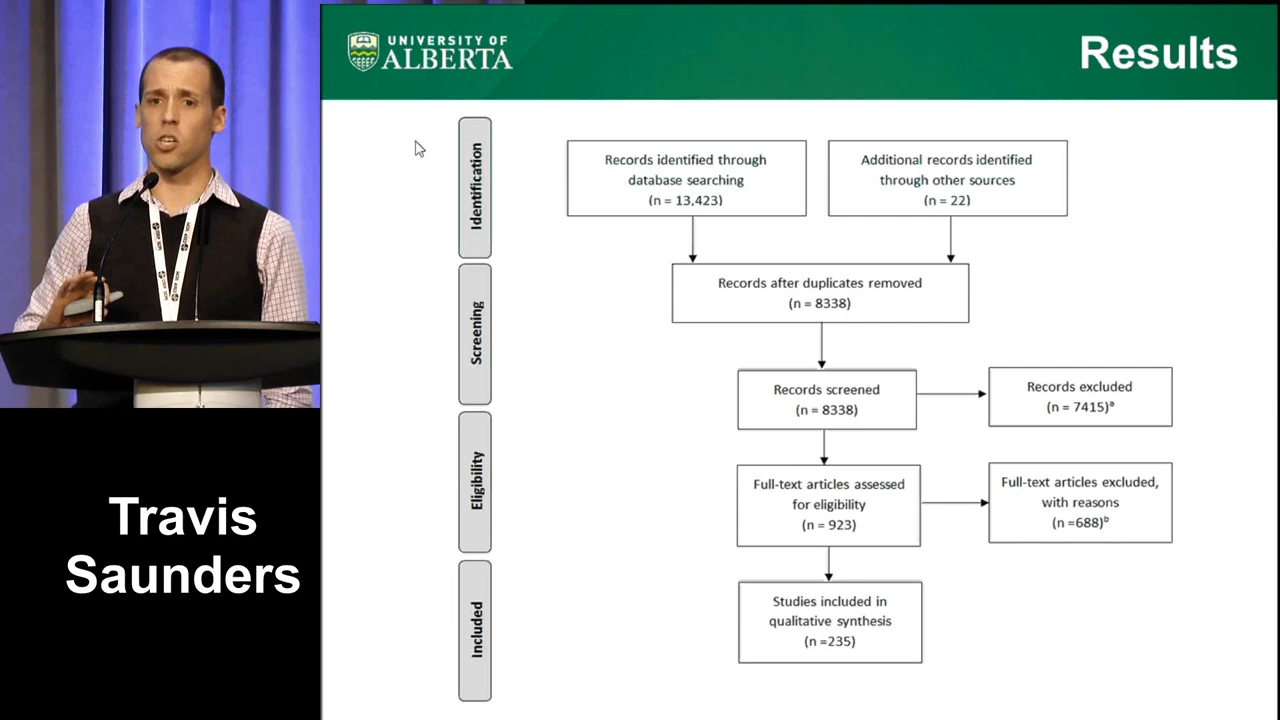 UNIVERSITY OF
ALBERTA
Results
Identification
Records identified through
database searching
(n = 13,423)
Additional records identified
through other sources
(n = 22)
Screening
Records after duplicates removed
(n = 8338)
Records screened
(n = 8338)
Records excluded
(n = 7415)ᵃ
Eligibility
Full-text articles assessed
for eligibility
(n = 923)
Full-text articles excluded,
with reasons
(n =688)ᵇ
Included
Studies included in
qualitative synthesis
(n =235)
Travis
Saunders